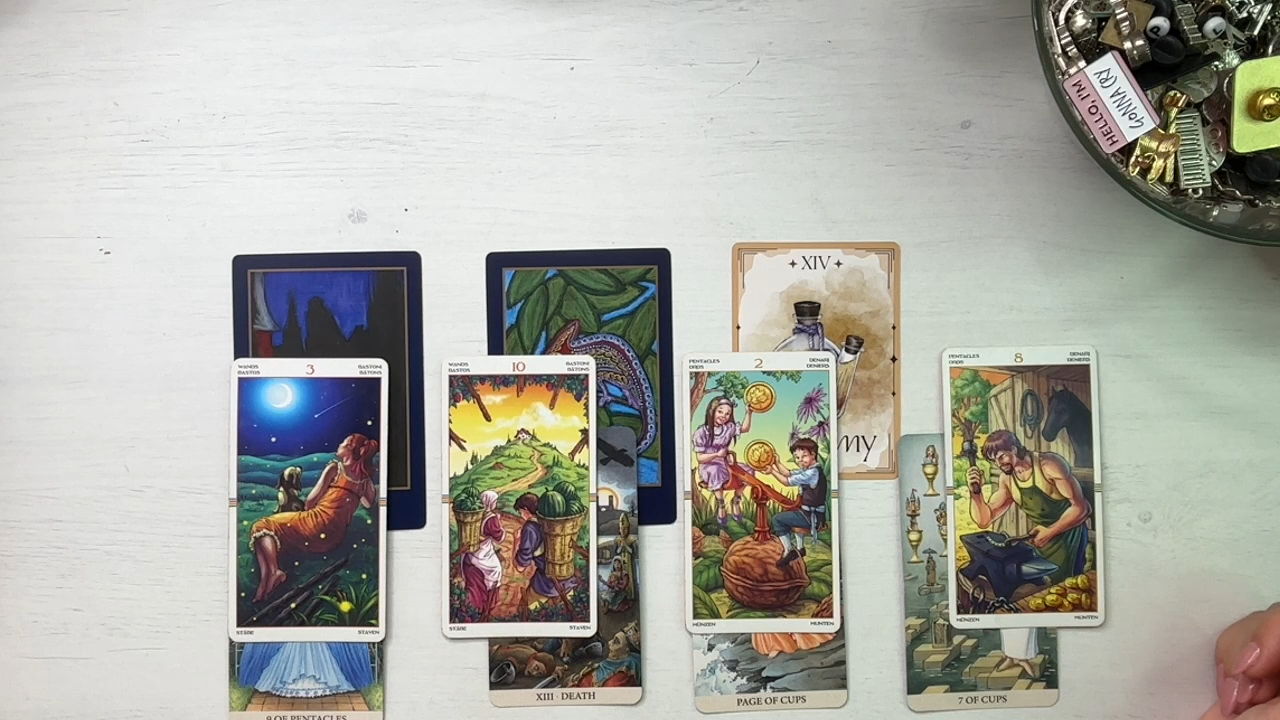 HELLO, I'M
GONNA CRY
P
XIV
my
WANDS
BASTOS
3
BASTONI
BÂTONS
STÄBE
STAVEN
WANDS
BASTOS
10
BASTONI
BÂTONS
STÄBE
STAVEN
PENTACLES
OROS
2
DENARI
DENIERS
MÜNZEN
MUNTEN
PENTACLES
OROS
8
DENARI
DENIERS
MÜNZEN
MUNTEN
9 OF PENTACLES
XIII · DEATH
PAGE OF CUPS
7 OF CUPS